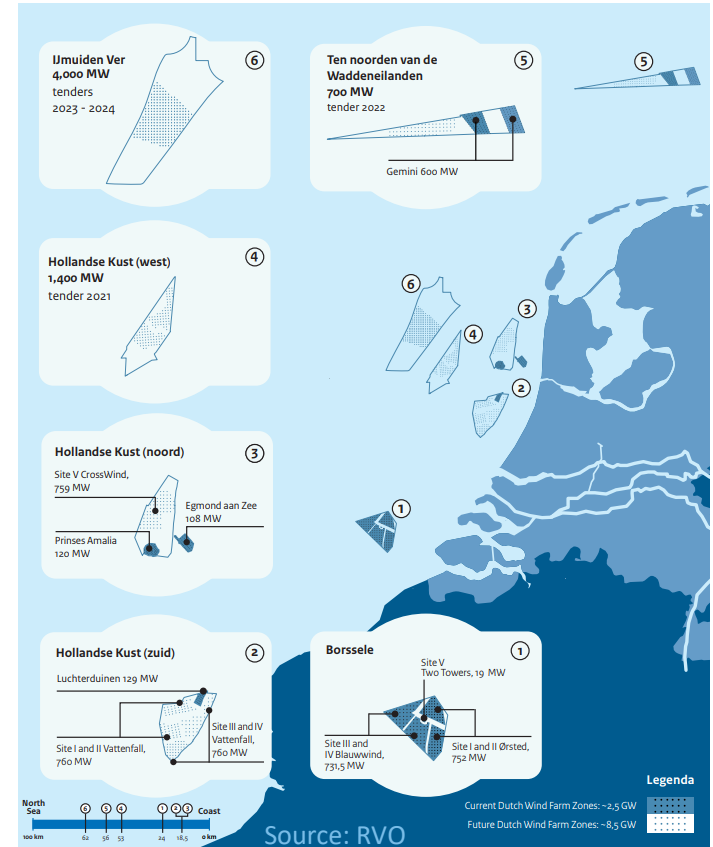 IJmuiden Ver
4,000 MW
tenders
2023 - 2024
6
Ten noorden van de
Waddeneilanden
700 MW
tender 2022
5
Gemini 600 MW
5
Hollandse Kust (west)
1,400 MW
tender 2021
4
6
4
3
2
1
Hollandse Kust (noord)
3
Site V CrossWind,
759 MW
Egmond aan Zee
108 MW
Prinses Amalia
120 MW
Hollandse Kust (zuid)
2
Luchterduinen 129 MW
Site III and IV
Vattenfall,
760 MW
Site I and II Vattenfall,
760 MW
Borssele
1
Site V
Two Towers, 19 MW
Site III and
IV Blauwwind,
731,5 MW
Site I and II Ørsted,
752 MW
Legenda
Current Dutch Wind Farm Zones: ~2,5 GW
Future Dutch Wind Farm Zones: ~8,5 GW
North
Sea
6 5 4 1 2 3
Coast
100 km 62 56 53 24 18,5 0 km
Source: RVO